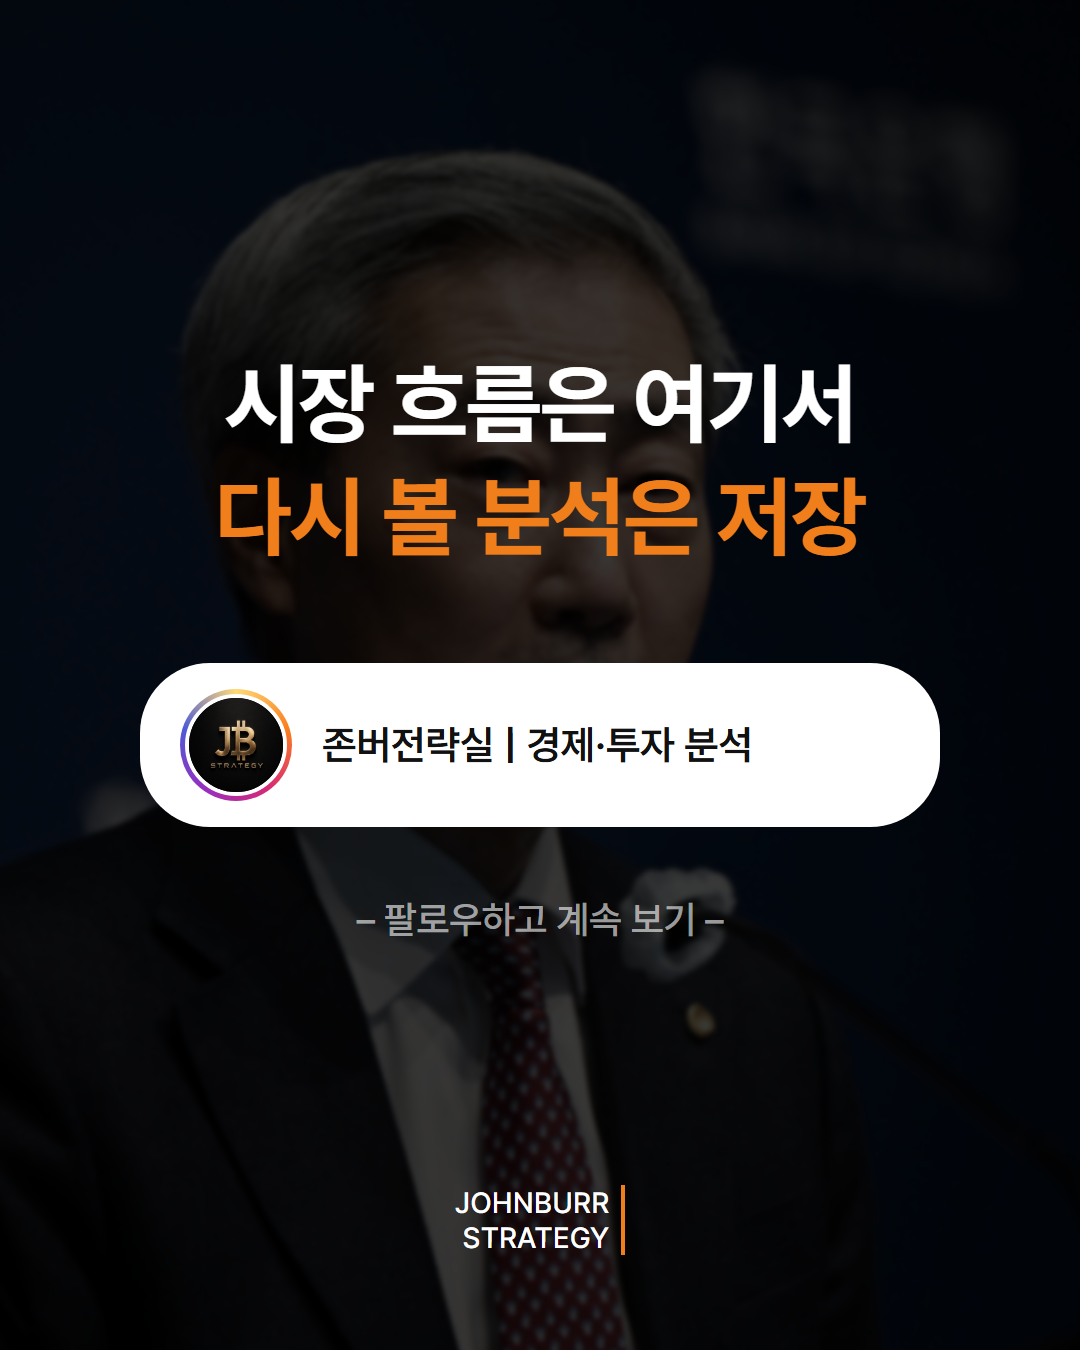 시장 흐름은 여기서
다시 볼 분석은 저장
JB
STRATEGY
존버전략실 | 경제·투자 분석
– 팔로우하고 계속 보기 –
JOHNBURR
STRATEGY